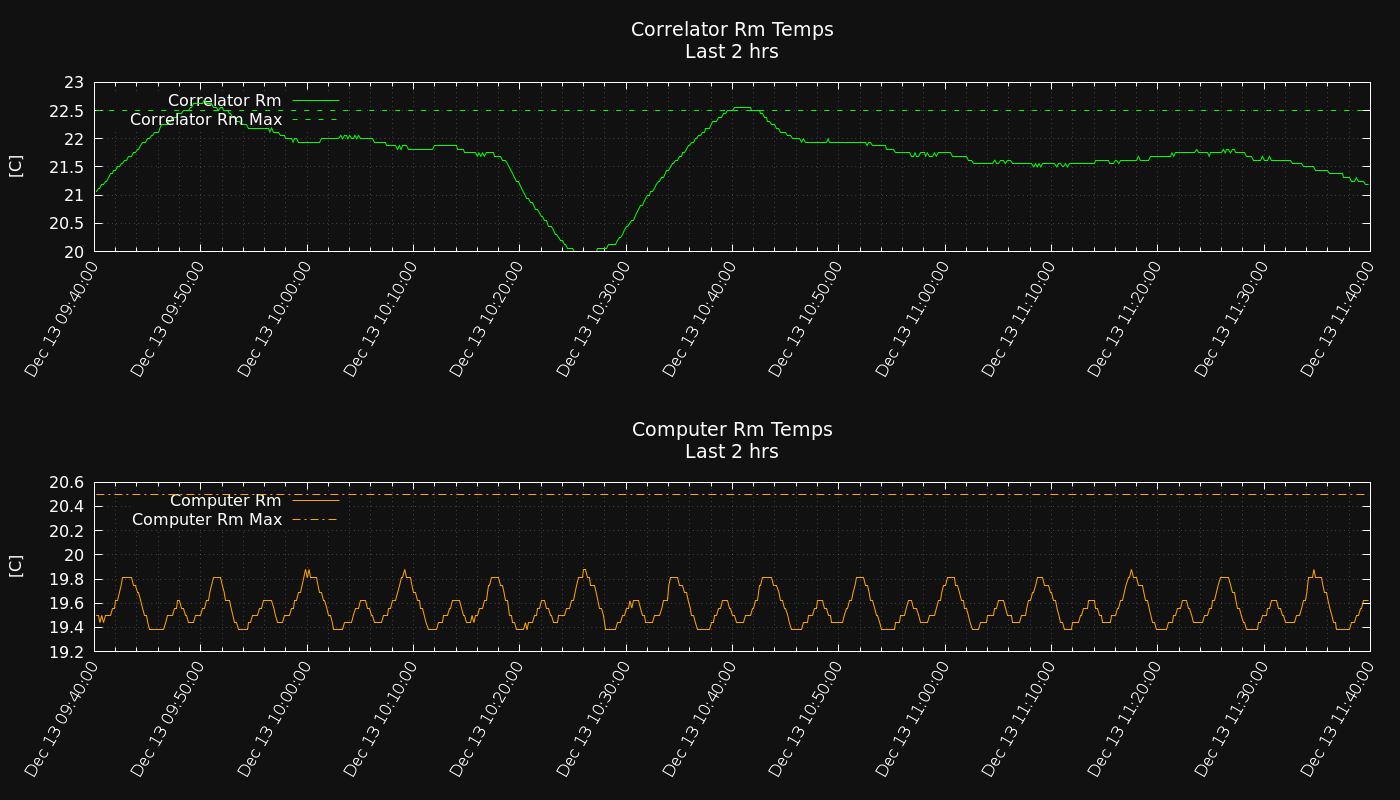 Correlator Rm Temps
Last 2 hrs
[C]
23
22.5
22
21.5
21
20.5
20
Correlator Rm
Correlator Rm Max
Dec 13 09:40:00
Dec 13 09:50:00
Dec 13 10:00:00
Dec 13 10:10:00
Dec 13 10:20:00
Dec 13 10:30:00
Dec 13 10:40:00
Dec 13 10:50:00
Dec 13 11:00:00
Dec 13 11:10:00
Dec 13 11:20:00
Dec 13 11:30:00
Dec 13 11:40:00
Computer Rm Temps
Last 2 hrs
[C]
20.6
20.4
20.2
20
19.8
19.6
19.4
19.2
Computer Rm
Computer Rm Max
Dec 13 09:40:00
Dec 13 09:50:00
Dec 13 10:00:00
Dec 13 10:10:00
Dec 13 10:20:00
Dec 13 10:30:00
Dec 13 10:40:00
Dec 13 10:50:00
Dec 13 11:00:00
Dec 13 11:10:00
Dec 13 11:20:00
Dec 13 11:30:00
Dec 13 11:40:00